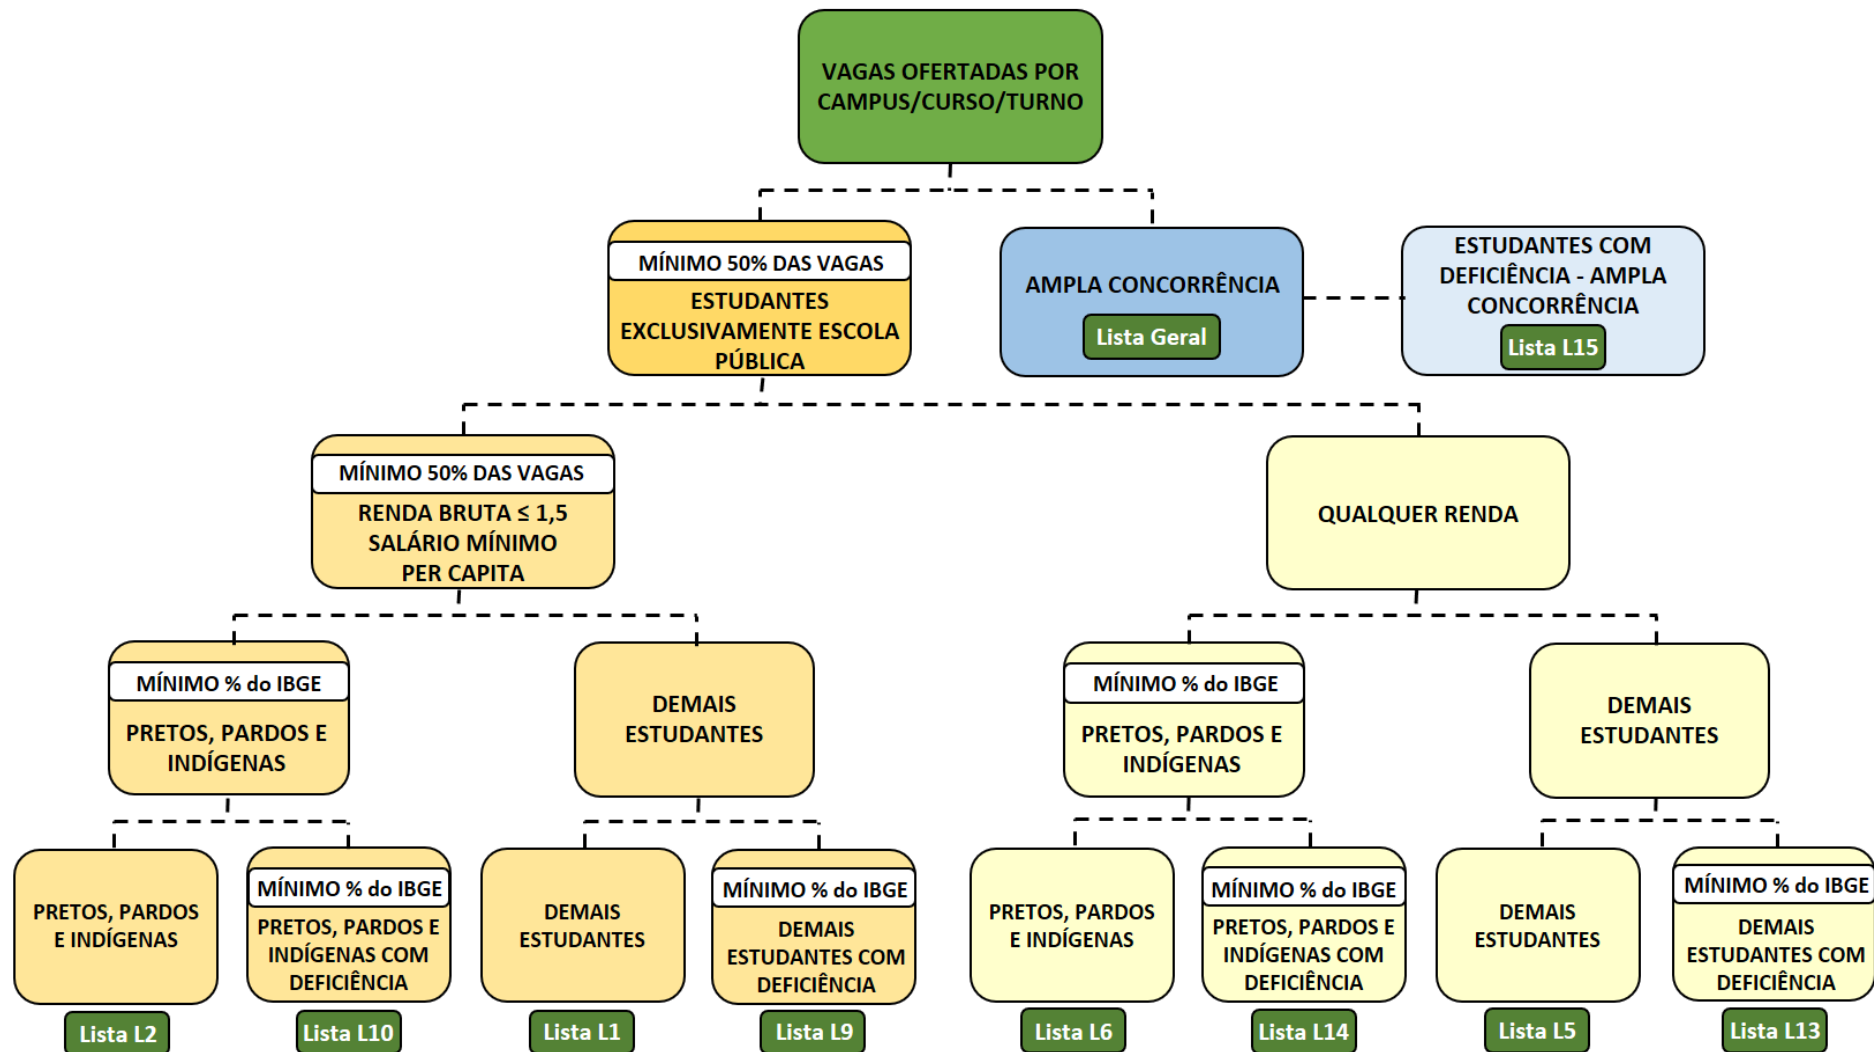 VAGAS OFERTADAS POR
CAMPUS/CURSO/TURNO
MÍNIMO 50% DAS VAGAS
ESTUDANTES
EXCLUSIVAMENTE ESCOLA
PÚBLICA
AMPLA CONCORRÊNCIA
Lista Geral
ESTUDANTES COM
DEFICIÊNCIA - AMPLA
CONCORRÊNCIA
Lista L15
MÍNIMO 50% DAS VAGAS
RENDA BRUTA ≤ 1,5
SALÁRIO MÍNIMO
PER CAPITA
QUALQUER RENDA
MÍNIMO % do IBGE
PRETOS, PARDOS E
INDÍGENAS
DEMAIS
ESTUDANTES
MÍNIMO % do IBGE
PRETOS, PARDOS E
INDÍGENAS
DEMAIS
ESTUDANTES
PRETOS, PARDOS
E INDÍGENAS
Lista L2
MÍNIMO % do IBGE
PRETOS, PARDOS E
INDÍGENAS COM
DEFICIÊNCIA
Lista L10
DEMAIS
ESTUDANTES
Lista L1
MÍNIMO % do IBGE
DEMAIS
ESTUDANTES COM
DEFICIÊNCIA
Lista L9
PRETOS, PARDOS
E INDÍGENAS
Lista L6
MÍNIMO % do IBGE
PRETOS, PARDOS E
INDÍGENAS COM
DEFICIÊNCIA
Lista L14
DEMAIS
ESTUDANTES
Lista L5
MÍNIMO % do IBGE
DEMAIS
ESTUDANTES COM
DEFICIÊNCIA
Lista L13